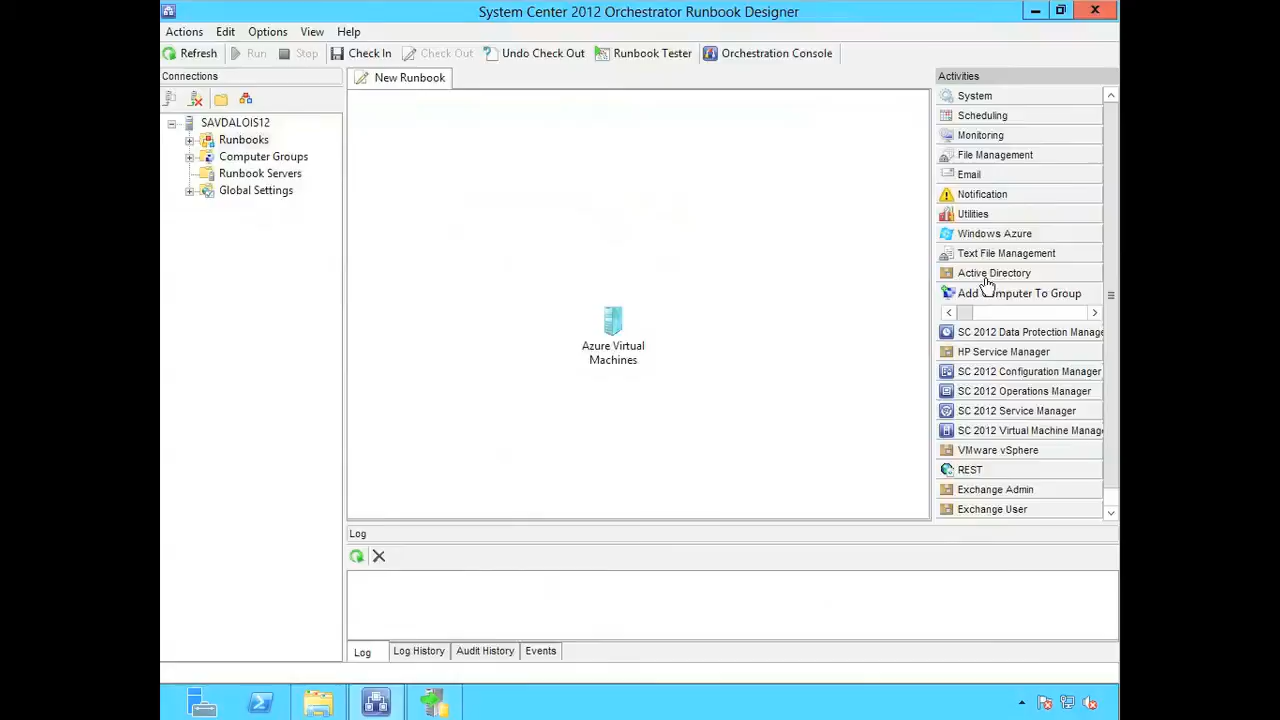 System Center 2012 Orchestrator Runbook Designer
Actions Edit Options View Help
Refresh Run Stop Check In Check Out Undo Check Out Runbook Tester Orchestration Console
Connections
SAVDALOIS12
Runbooks
Computer Groups
Runbook Servers
Global Settings
New Runbook
Azure Virtual
Machines
Activities
System
Scheduling
Monitoring
File Management
Email
Notification
Utilities
Windows Azure
Text File Management
Active Directory
Add Computer To Group
SC 2012 Data Protection Manage
HP Service Manager
SC 2012 Configuration Manager
SC 2012 Operations Manager
SC 2012 Service Manager
SC 2012 Virtual Machine Manag
VMware vSphere
REST
Exchange Admin
Exchange User
Log
Log Log History Audit History Events